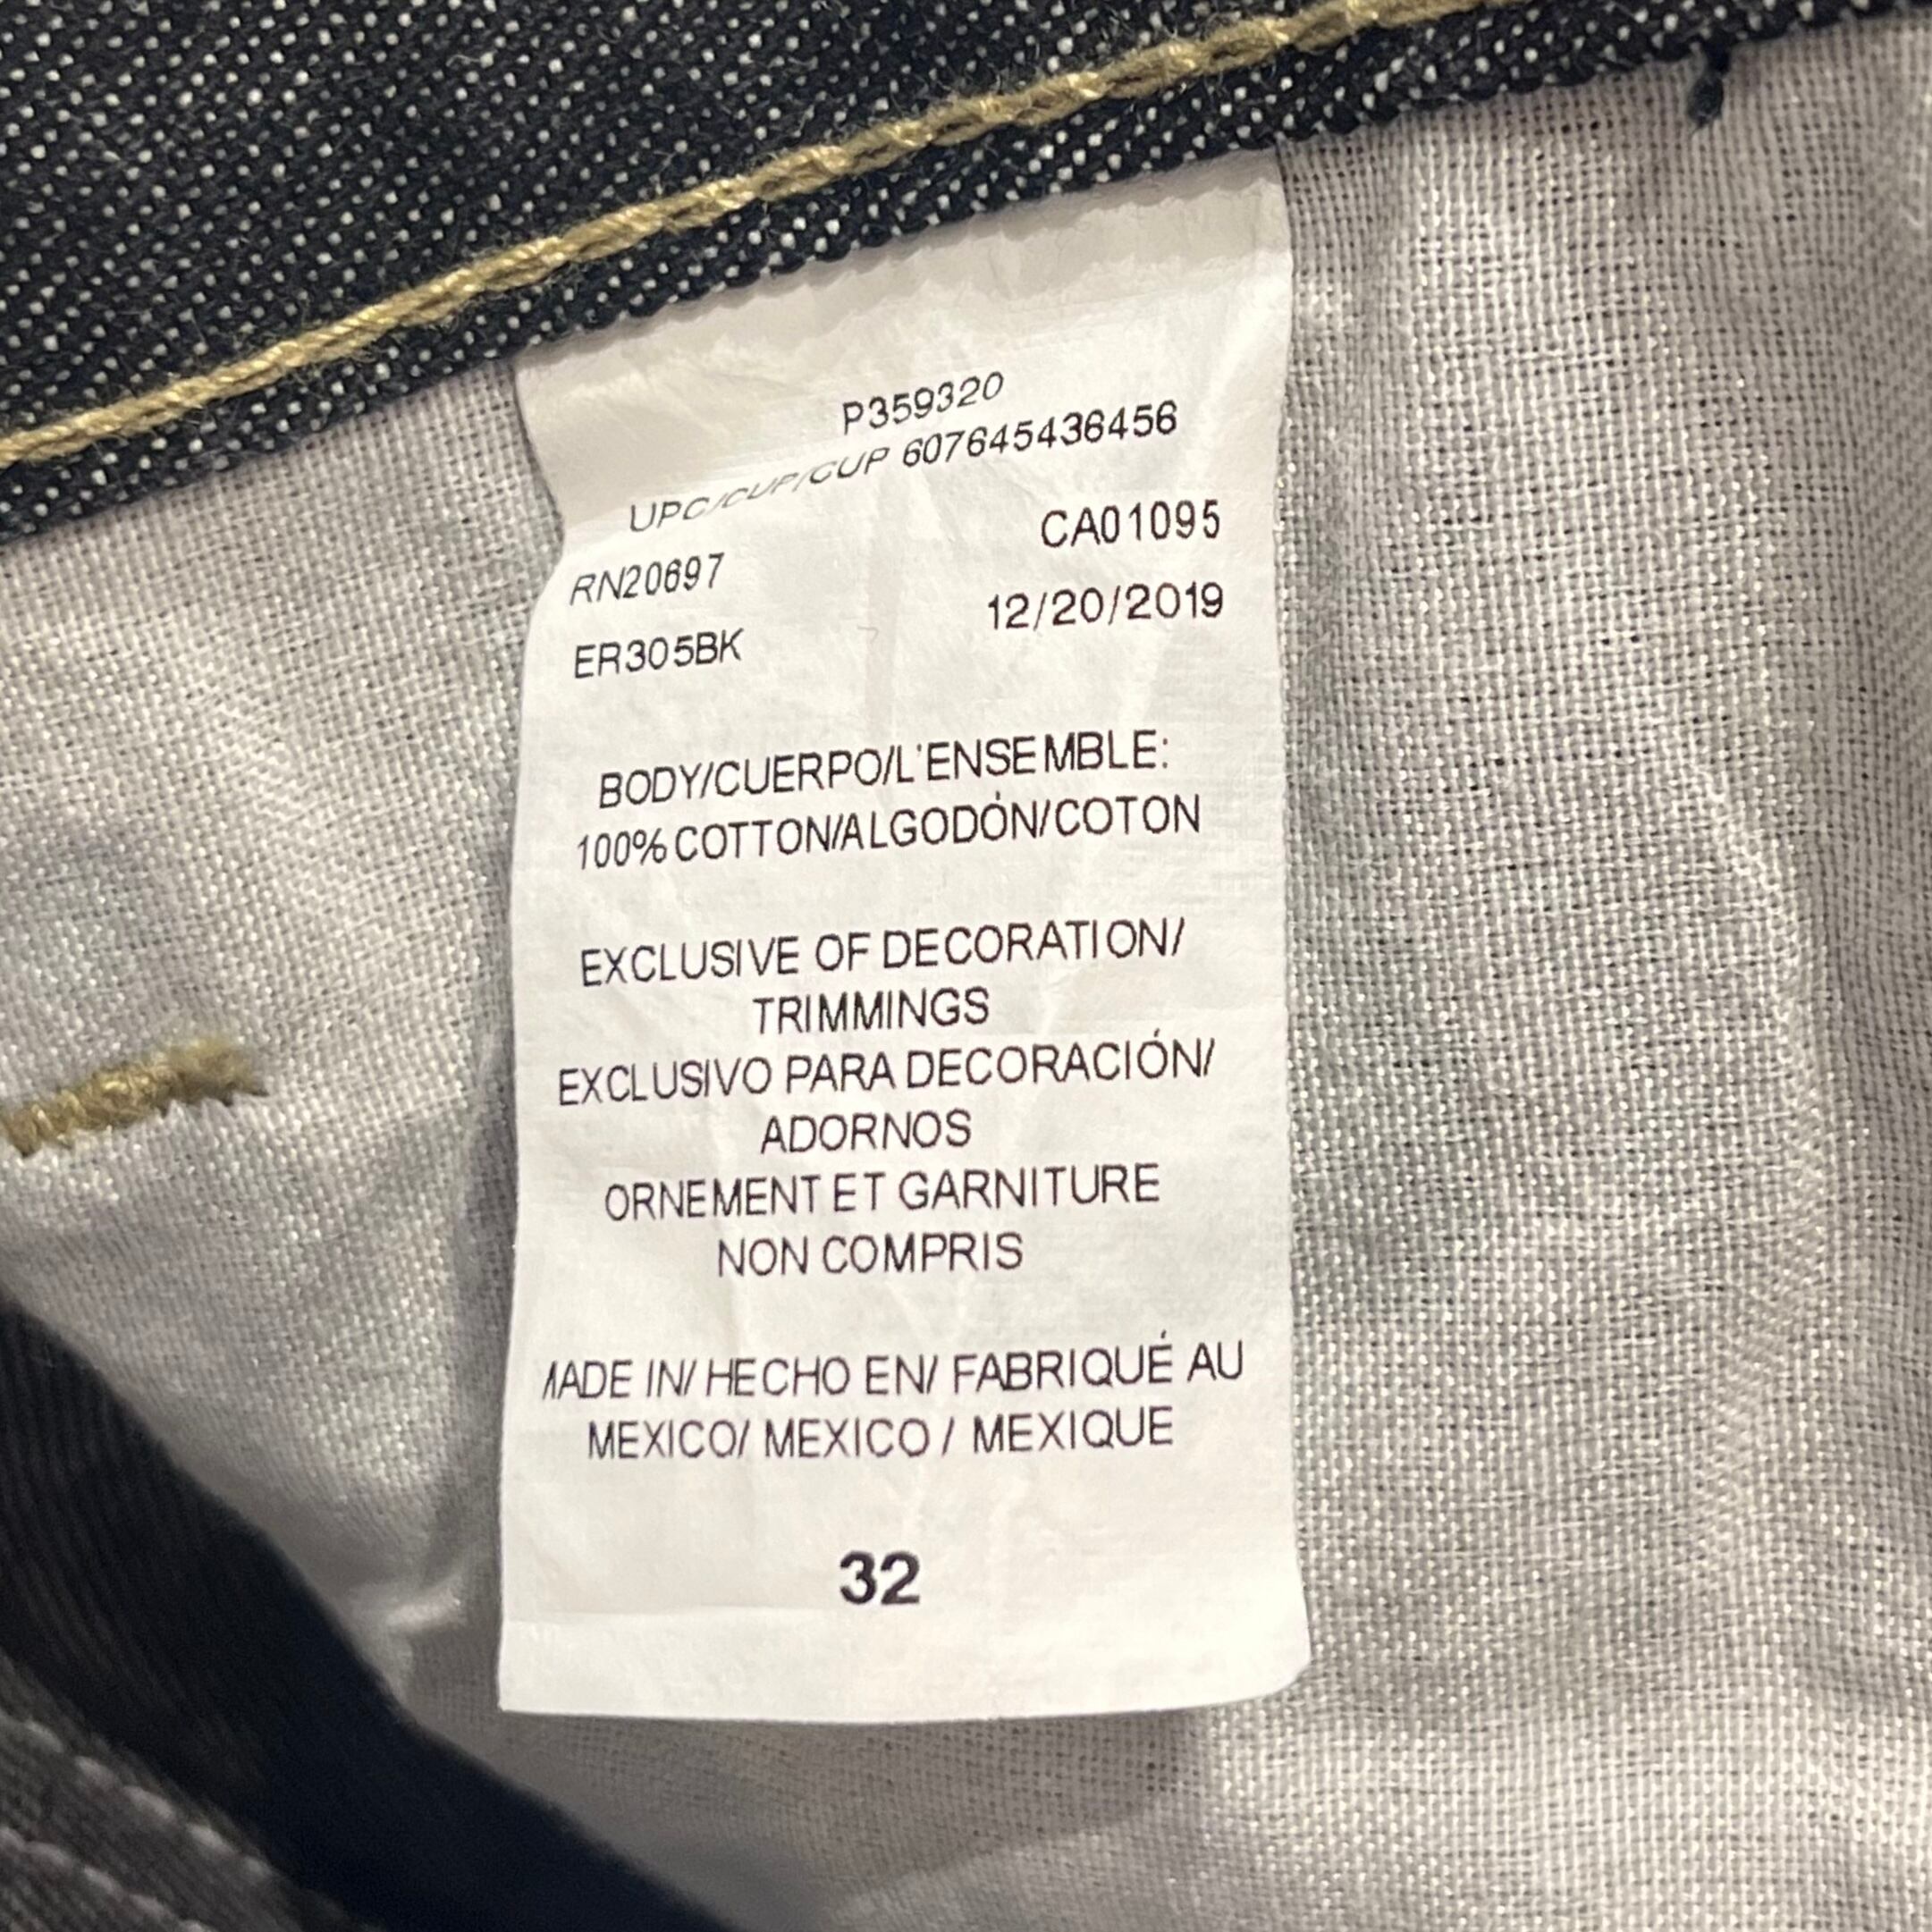 P359320
UPC/CUP/CUP 607645436456
RN20697 CA01095
ER305BK 12/20/2019
BODY/CUERPO/L'ENSEMBLE:
100% COTTON/ALGODÓN/COTON
EXCLUSIVE OF DECORATION/
TRIMMINGS
EXCLUSIVO PARA DECORACIÓN/
ADORNOS
ORNEMENT ET GARNITURE
NON COMPRIS
MADE IN/ HECHO EN/ FABRIQUÉ AU
MEXICO/ MEXICO / MEXIQUE
32